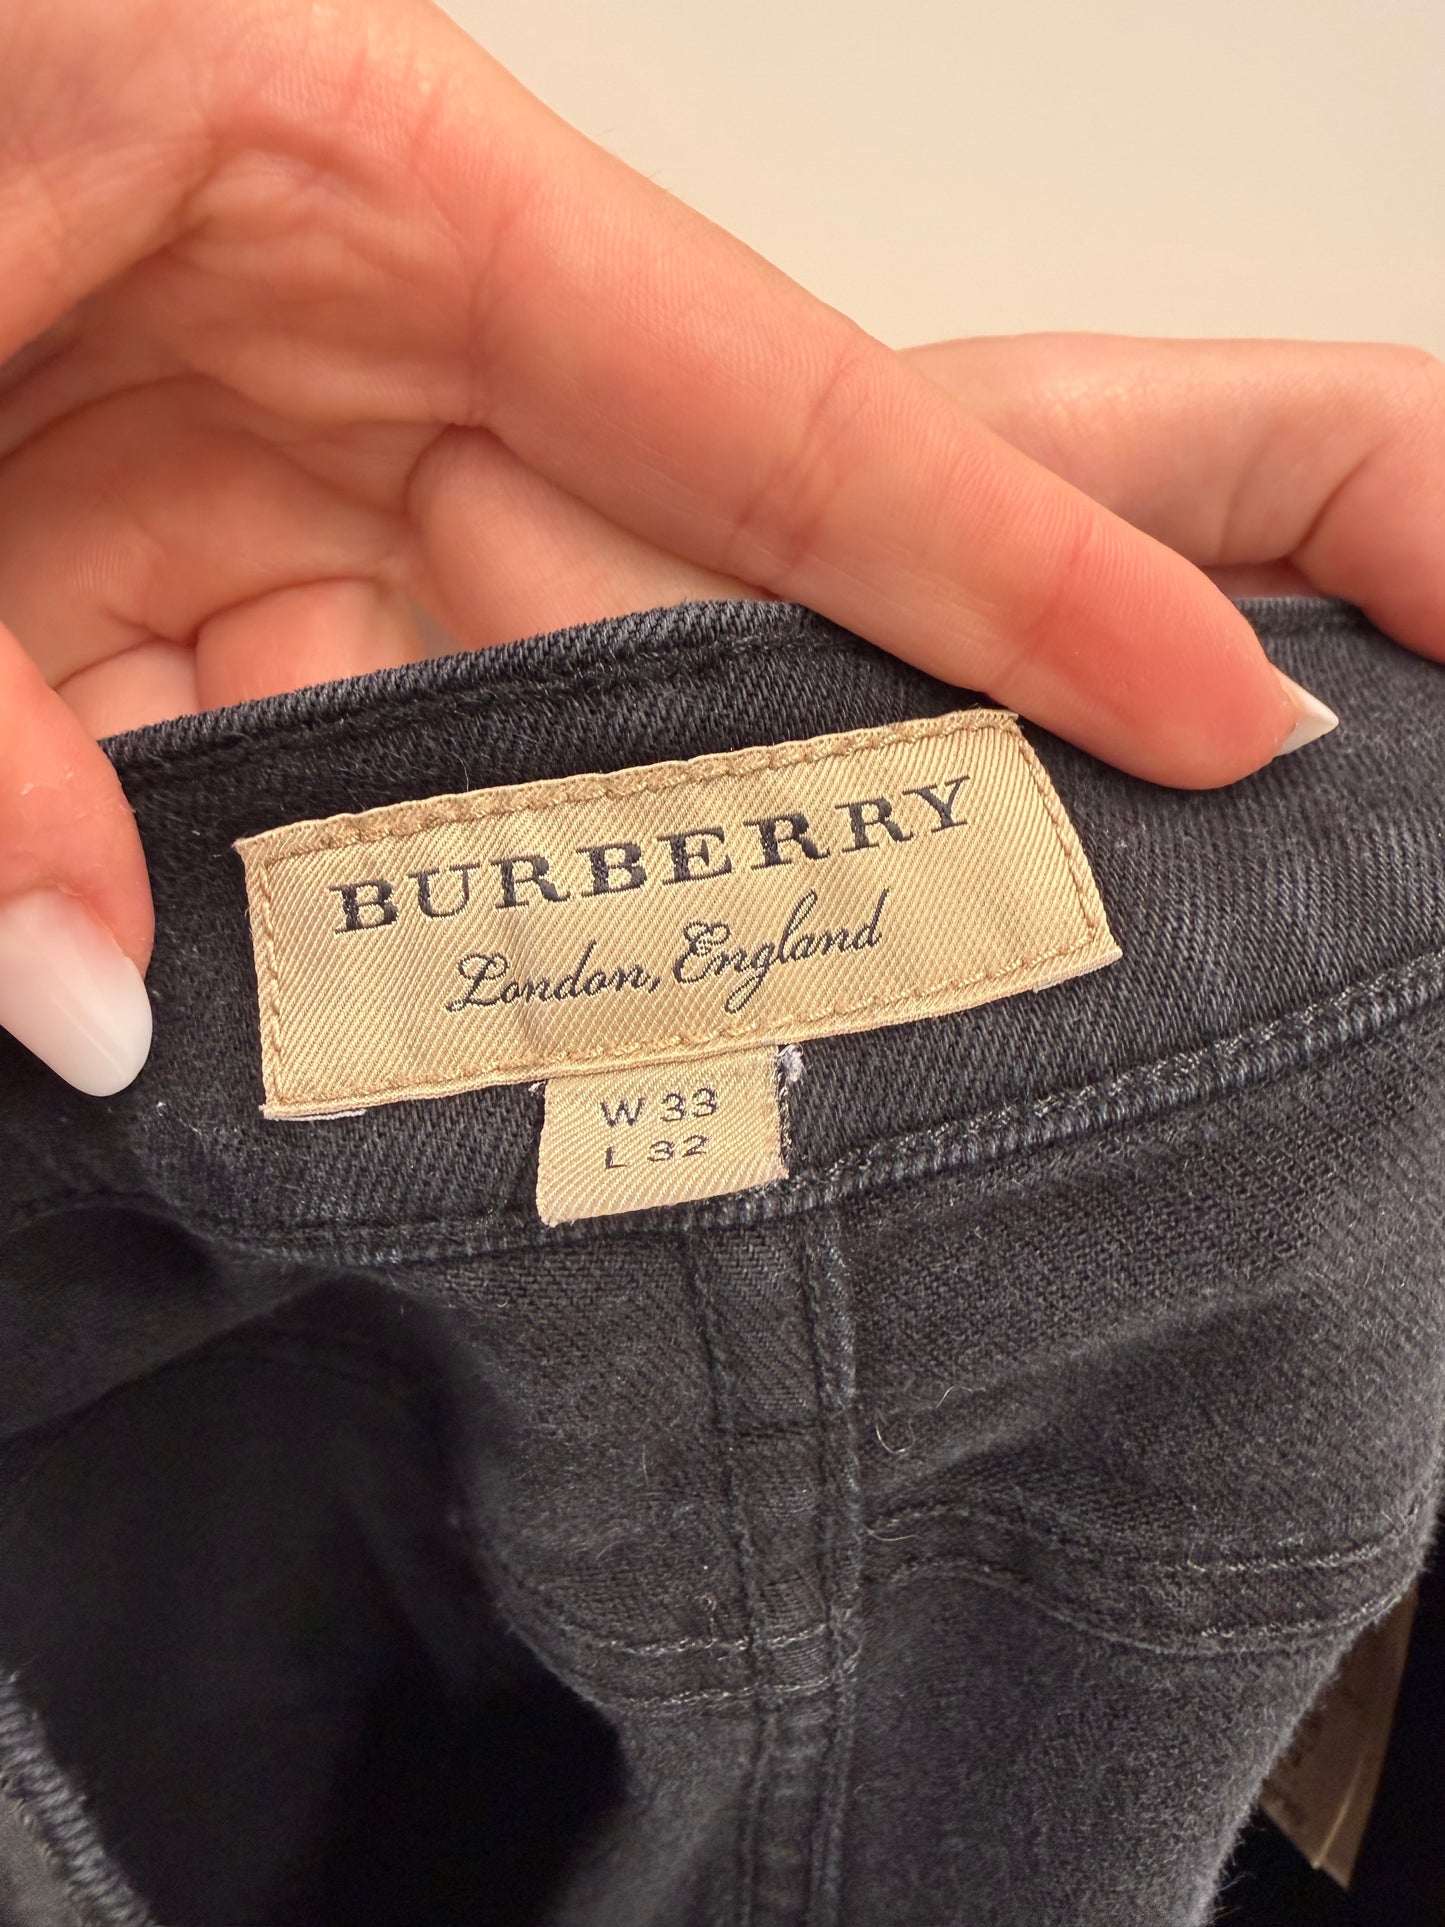 BURBERRY
London, England
W 33
L 32